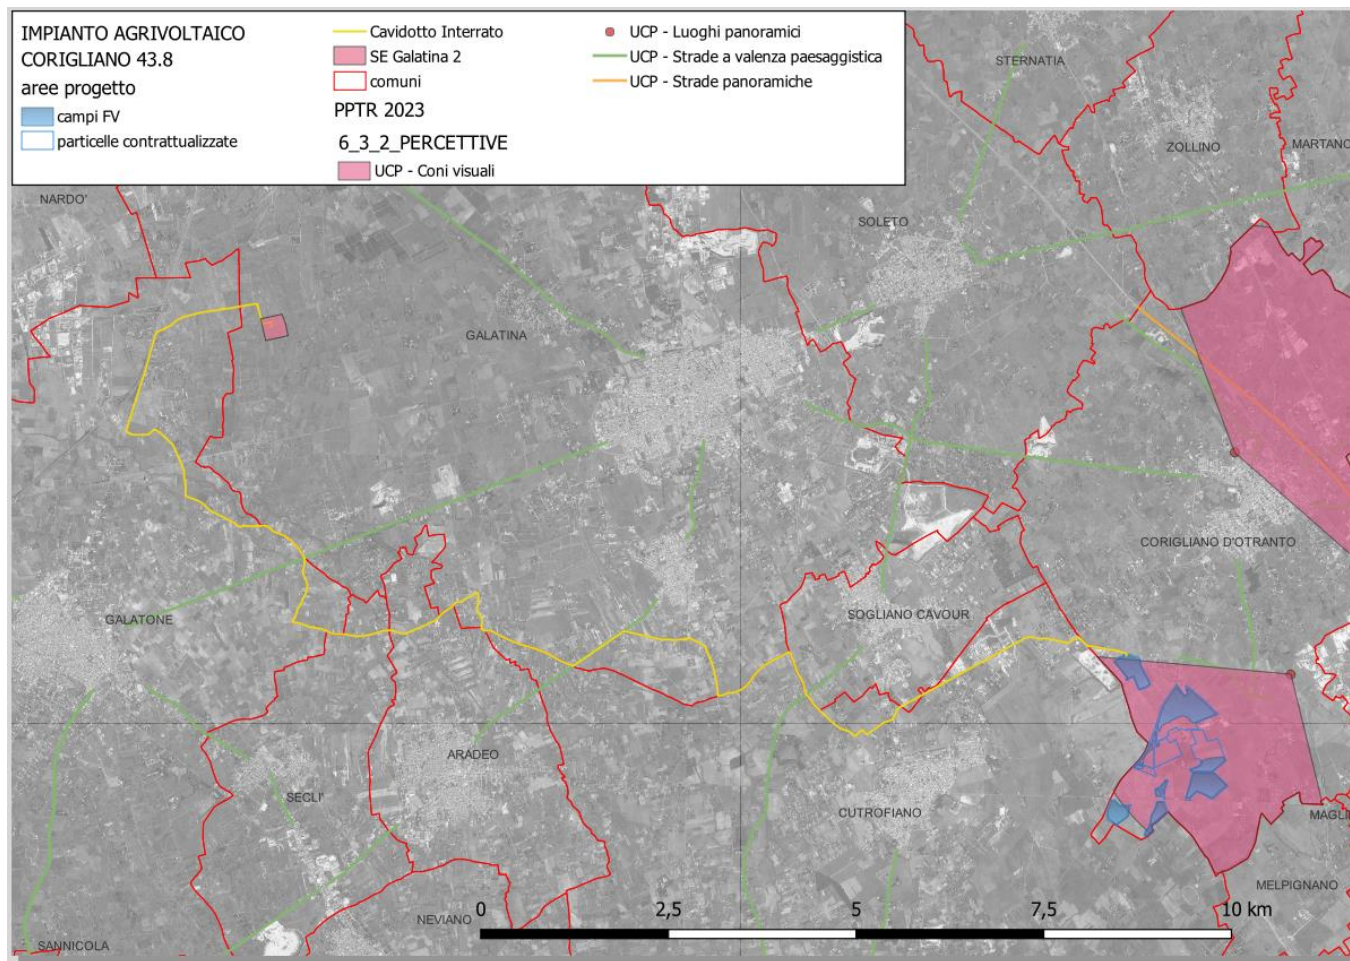 IMPIANTO AGRIVOLTAICO
CORIGLIANO 43.8
aree progetto
campi FV
particelle contrattualizzate
Cavidotto Interrato
SE Galatina 2
comuni
PPTR 2023
6_3_2_PERCETTIVE
UCP - Coni visuali
UCP - Luoghi panoramici
UCP - Strade a valenza paesaggistica
UCP - Strade panoramiche
STERNATIA
ZOLLINO
MARTANO
NARDO'
SOLETO
GALATINA
CORIGLIANO D'OTRANTO
GALATONE
SOGLIANO CAVOUR
ARADEO
SECLI'
CUTROFIANO
MAGLI
MELPIGNANO
NEVIANO
SANNICOLA
0 2,5 5 7,5 10 km